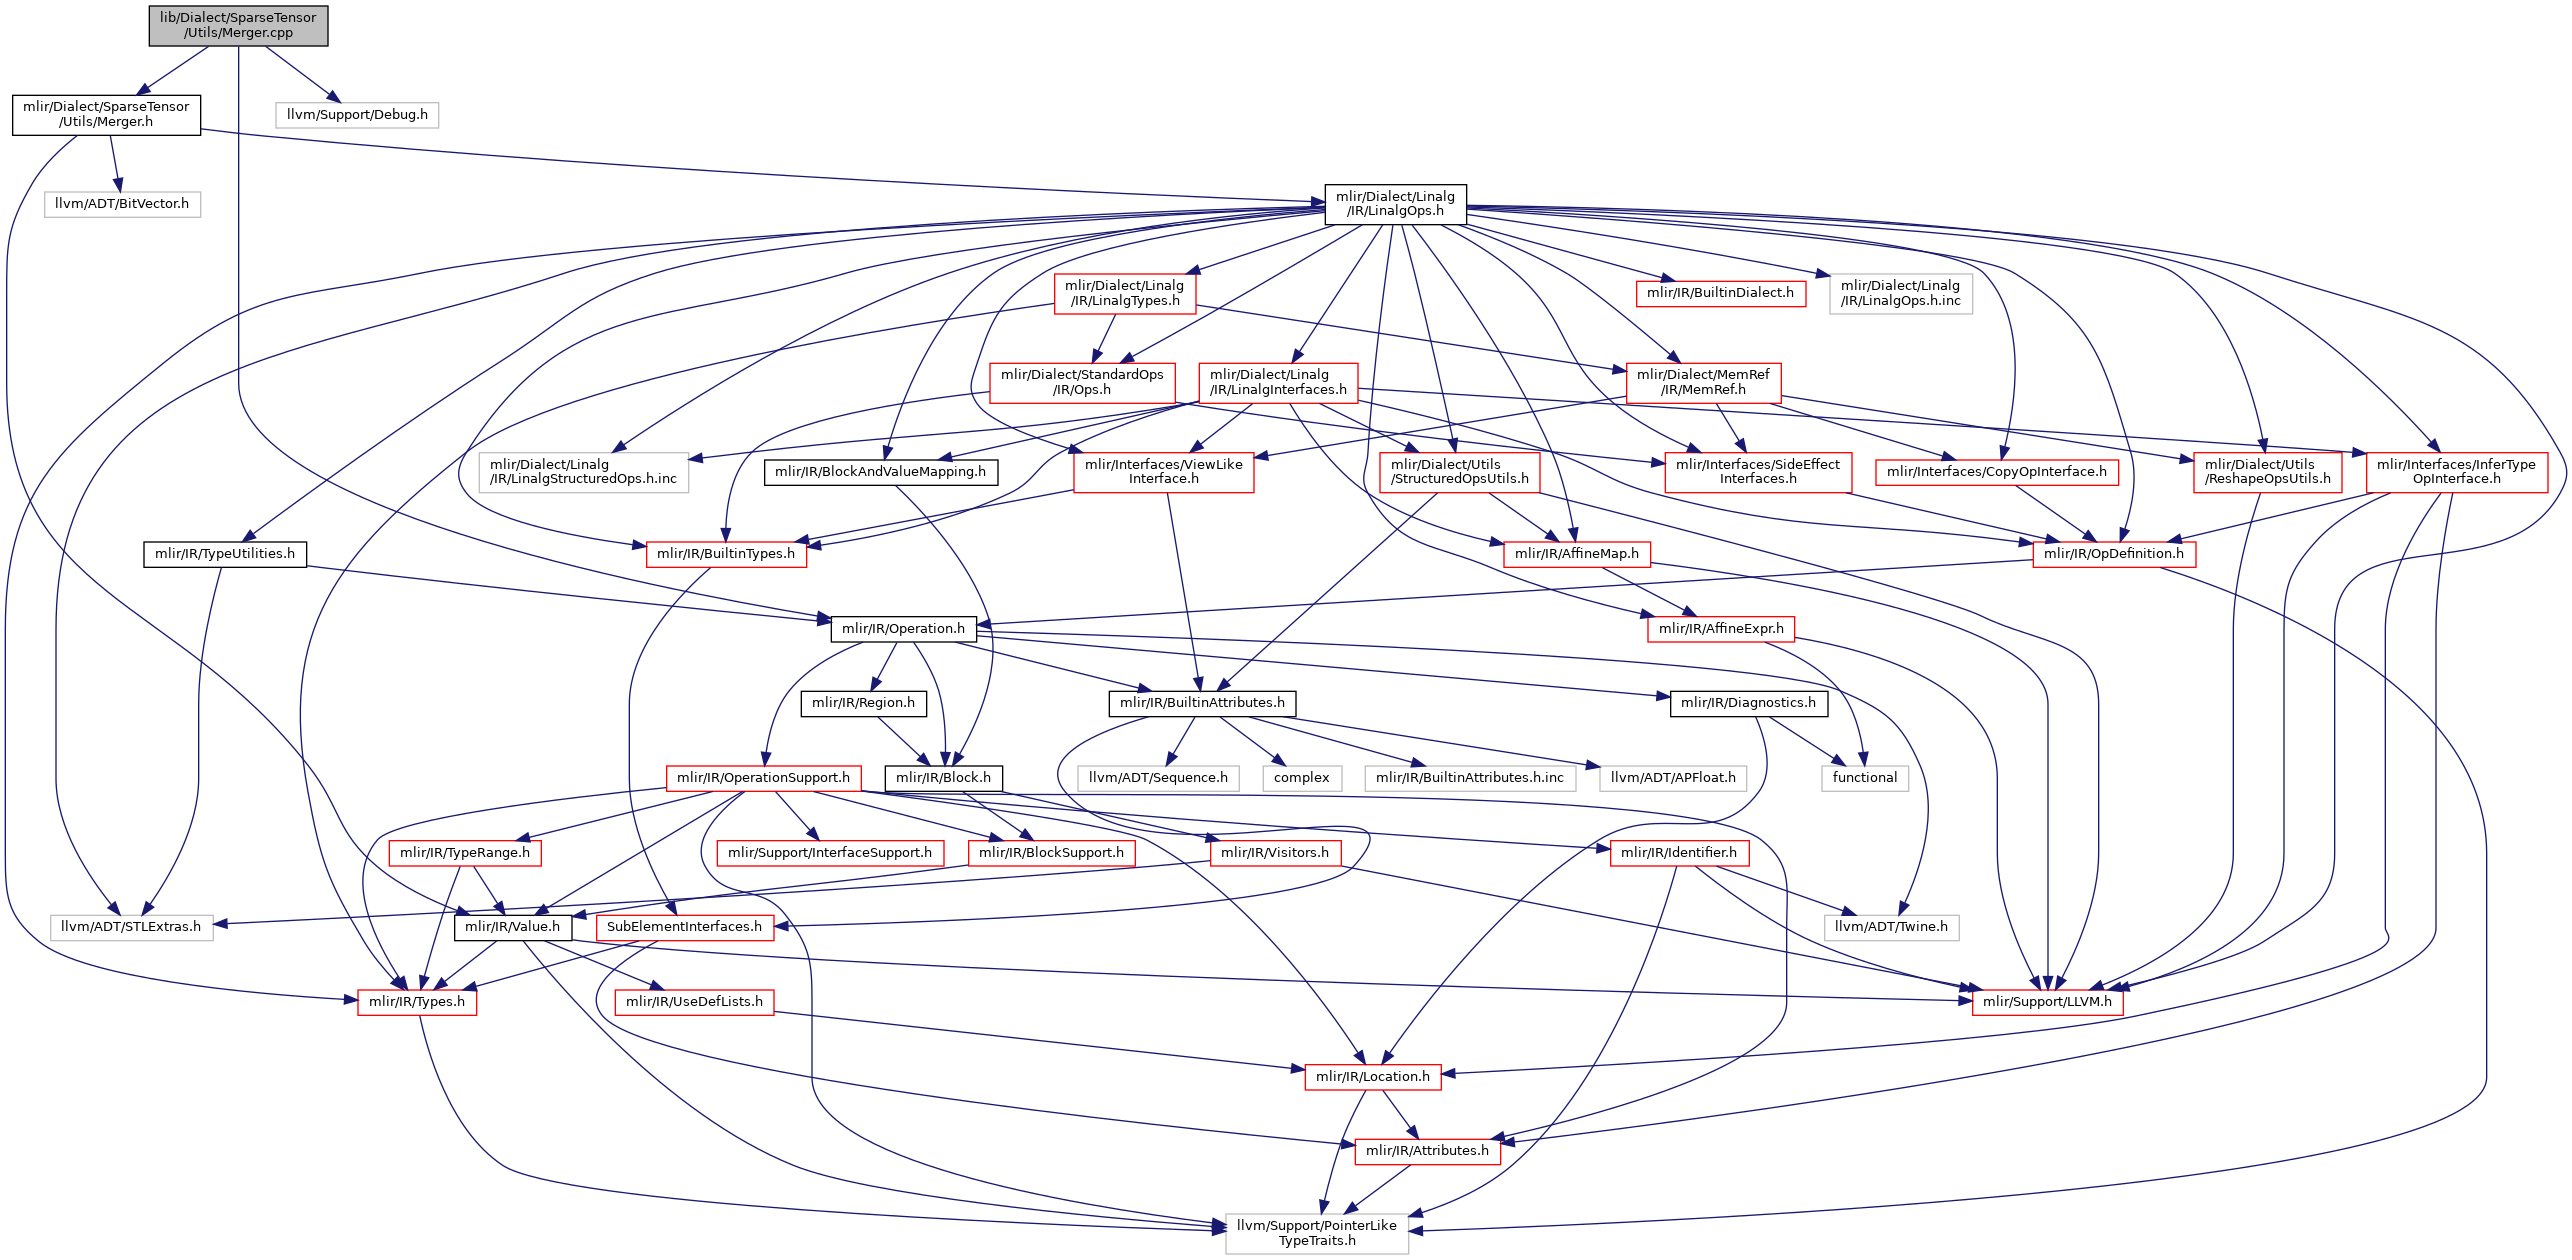 lib/Dialect/SparseTensor
/Utils/Merger.cpp
mlir/Dialect/SparseTensor
/Utils/Merger.h
llvm/Support/Debug.h
llvm/ADT/BitVector.h
mlir/Dialect/Linalg
/IR/LinalgOps.h
mlir/Dialect/Linalg
/IR/LinalgTypes.h
mlir/IR/BuiltinDialect.h
mlir/Dialect/Linalg
/IR/LinalgOps.h.inc
mlir/Dialect/StandardOps
/IR/Ops.h
mlir/Dialect/Linalg
/IR/LinalgInterfaces.h
mlir/Dialect/MemRef
/IR/MemRef.h
mlir/Dialect/Linalg
/IR/LinalgStructuredOps.h.inc
mlir/IR/BlockAndValueMapping.h
mlir/Interfaces/ViewLike
Interface.h
mlir/Dialect/Utils
/StructuredOpsUtils.h
mlir/Interfaces/SideEffect
Interfaces.h
mlir/Interfaces/CopyOpInterface.h
mlir/Dialect/Utils
/ReshapeOpsUtils.h
mlir/Interfaces/InferType
OpInterface.h
mlir/IR/TypeUtilities.h
mlir/IR/BuiltinTypes.h
mlir/IR/AffineMap.h
mlir/IR/OpDefinition.h
mlir/IR/Operation.h
mlir/IR/AffineExpr.h
mlir/IR/Region.h
mlir/IR/BuiltinAttributes.h
mlir/IR/Diagnostics.h
mlir/IR/OperationSupport.h
mlir/IR/Block.h
llvm/ADT/Sequence.h
complex
mlir/IR/BuiltinAttributes.h.inc
llvm/ADT/APFloat.h
functional
mlir/IR/TypeRange.h
mlir/Support/InterfaceSupport.h
mlir/IR/BlockSupport.h
mlir/IR/Visitors.h
mlir/IR/Identifier.h
llvm/ADT/STLExtras.h
mlir/IR/Value.h
SubElementInterfaces.h
llvm/ADT/Twine.h
mlir/IR/Types.h
mlir/IR/UseDefLists.h
mlir/Support/LLVM.h
mlir/IR/Location.h
mlir/IR/Attributes.h
llvm/Support/PointerLike
TypeTraits.h